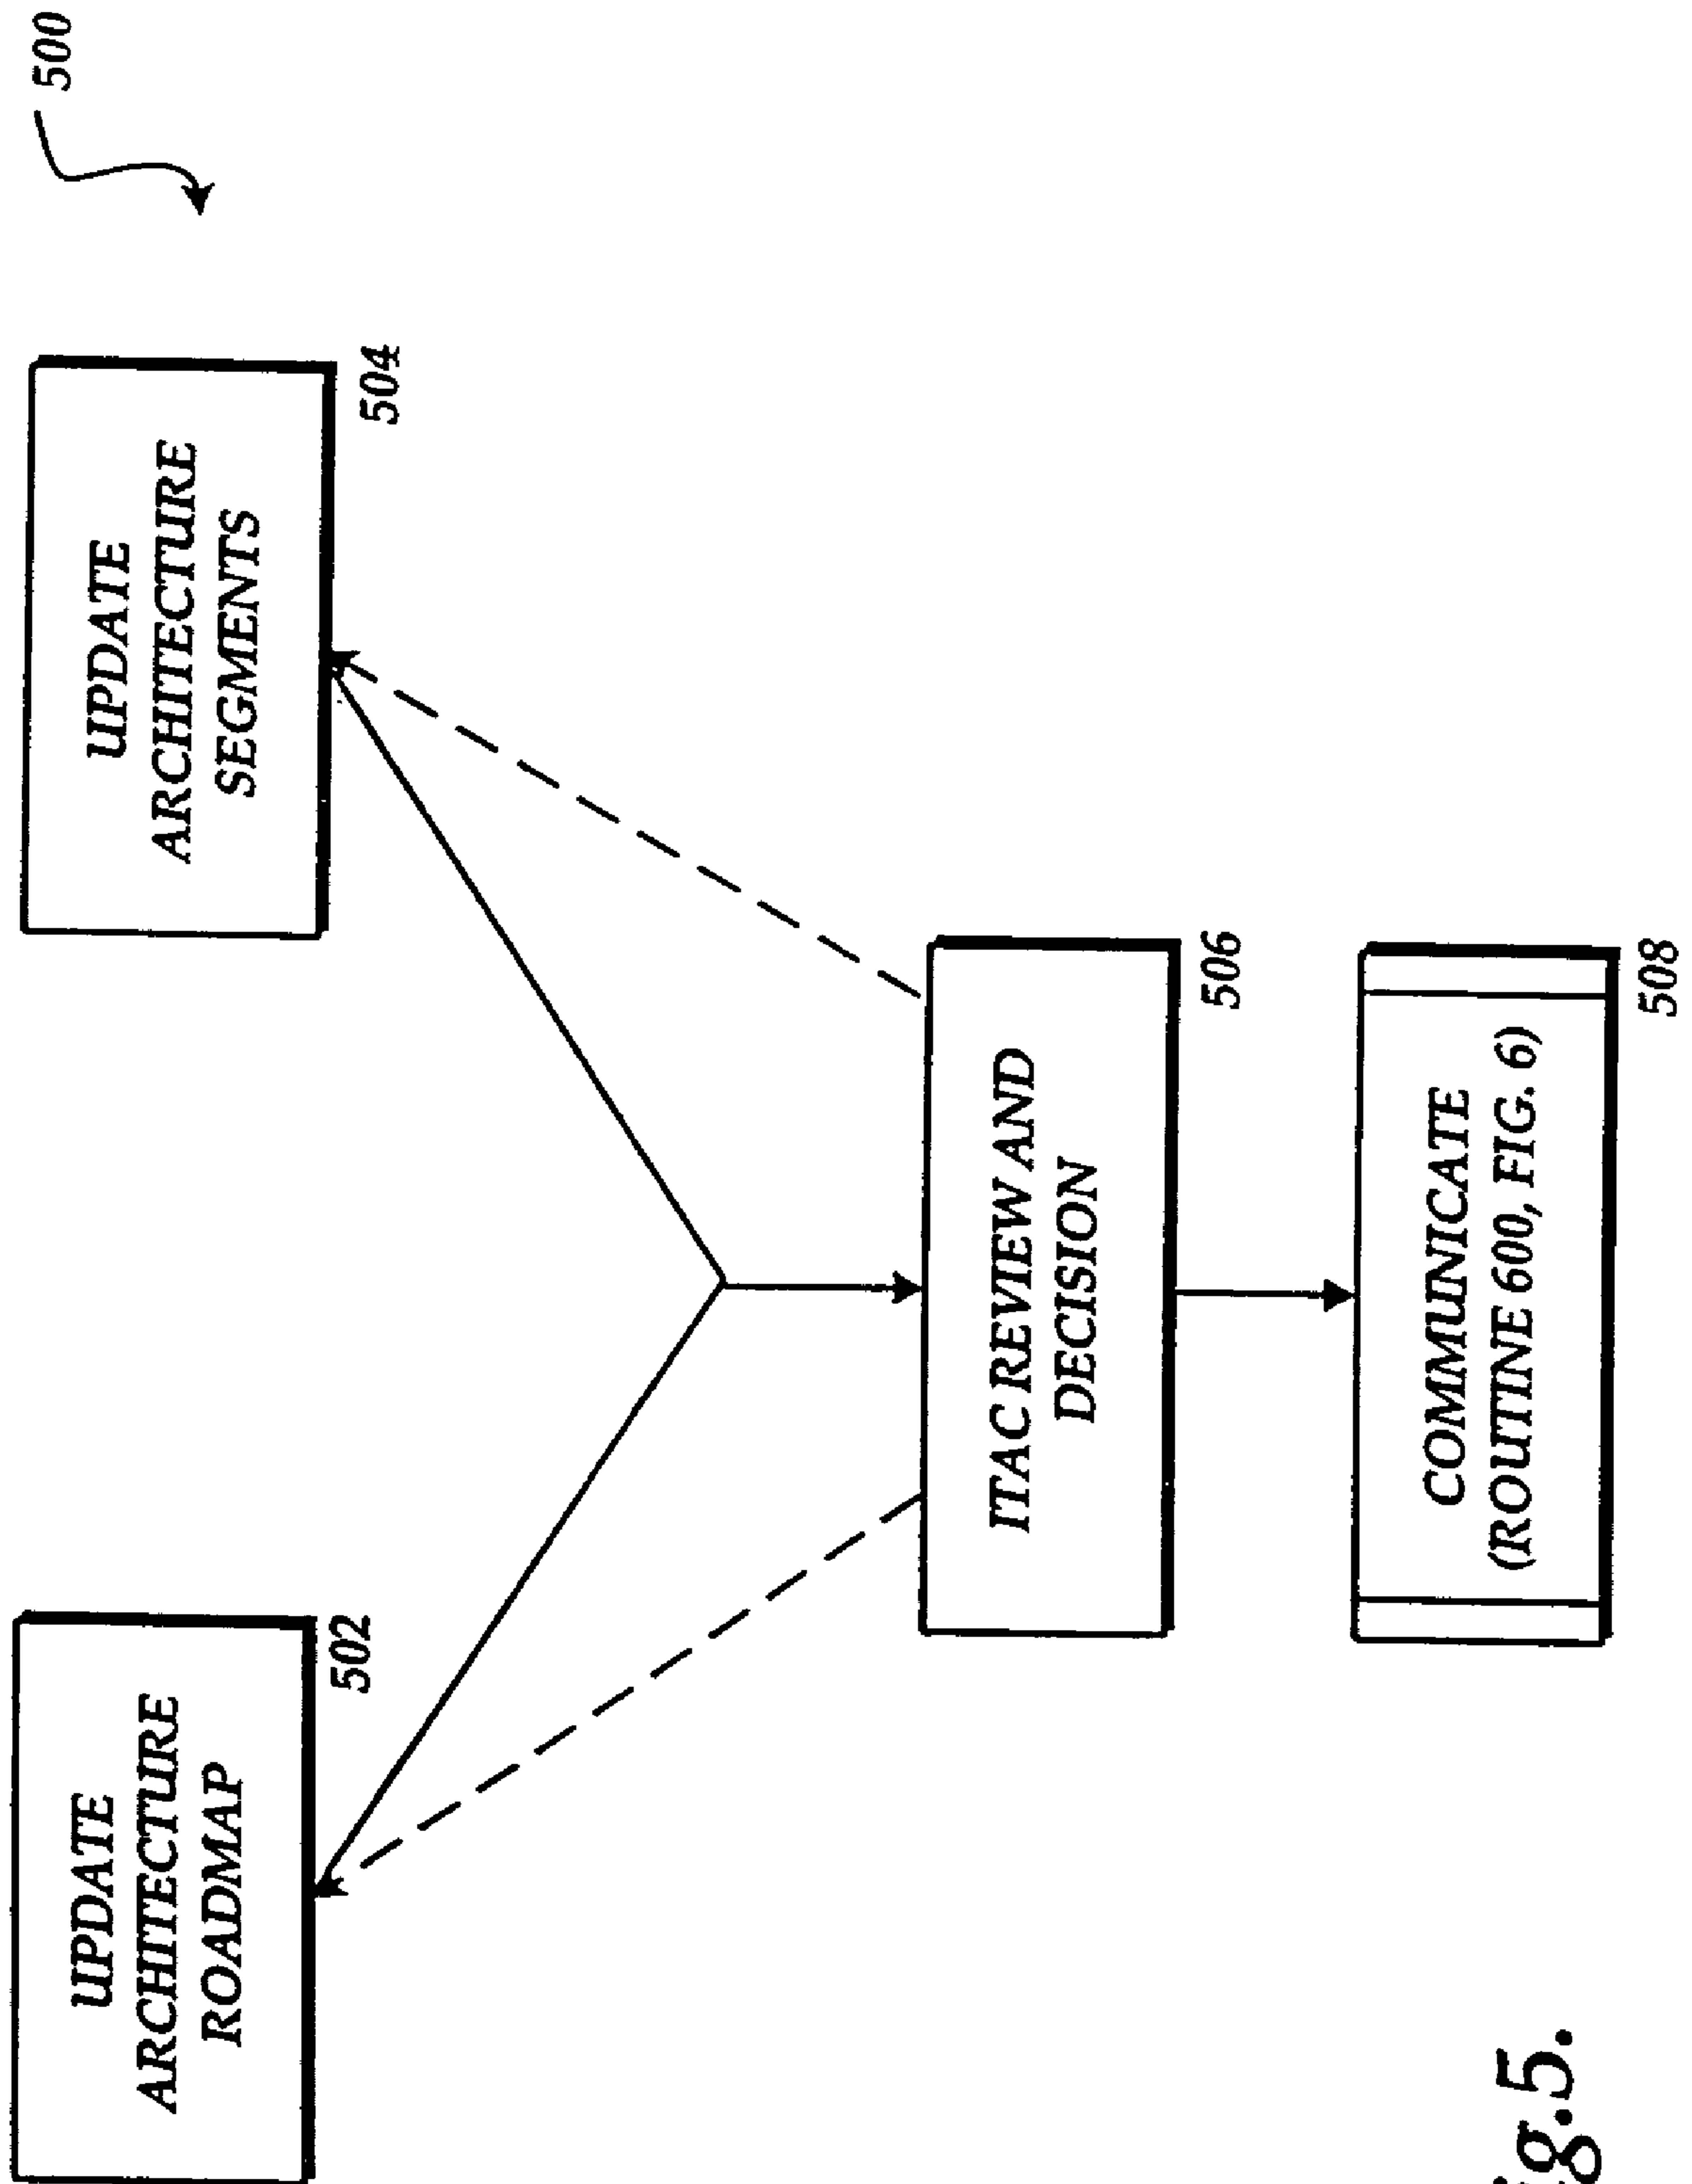 500
UPDATE
ARCHITECTURE
ROADMAP
502
UPDATE
ARCHITECTURE
SEGMENTS
504
ITAC REVIEW AND
DECISION
506
COMMUNICATE
(ROUTINE 600, FIG. 6)
508
ig.5.